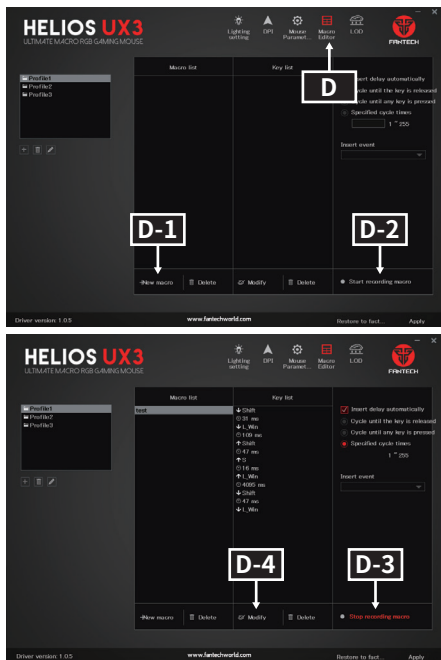 HELIOS UX3
ULTIMATE MACRO RGB GAMING MOUSE
Lighting setting
DPI
Mouse Paramet...
Macro Editor
LOD
FANTECH
D
Profile1
Profile2
Profile3
Macro list
Key list
nsert delay automatically
Cycle until the key is released
Cycle until any key is pressed
Specified cycle times
1 ~ 255
Insert event
D-1
D-2
New macro
Delete
Modify
Delete
Start recording macro
Driver version: 1.0.5
www.fantechworld.com
Restore to fact...
Apply
HELIOS UX3
ULTIMATE MACRO RGB GAMING MOUSE
Lighting setting
DPI
Mouse Paramet...
Macro Editor
LOD
FANTECH
Profile1
Profile2
Profile3
Macro list
test
Key list
Shift
31 ms
L_Win
109 ms
Shift
47 ms
S
16 ms
L_Win
4095 ms
Shift
47 ms
L_Win
Insert delay automatically
Cycle until the key is released
Cycle until any key is pressed
Specified cycle times
1 ~ 255
Insert event
D-4
D-3
New macro
Delete
Modify
Delete
Stop recording macro
Driver version: 1.0.5
www.fantechworld.com
Restore to fact...
Apply